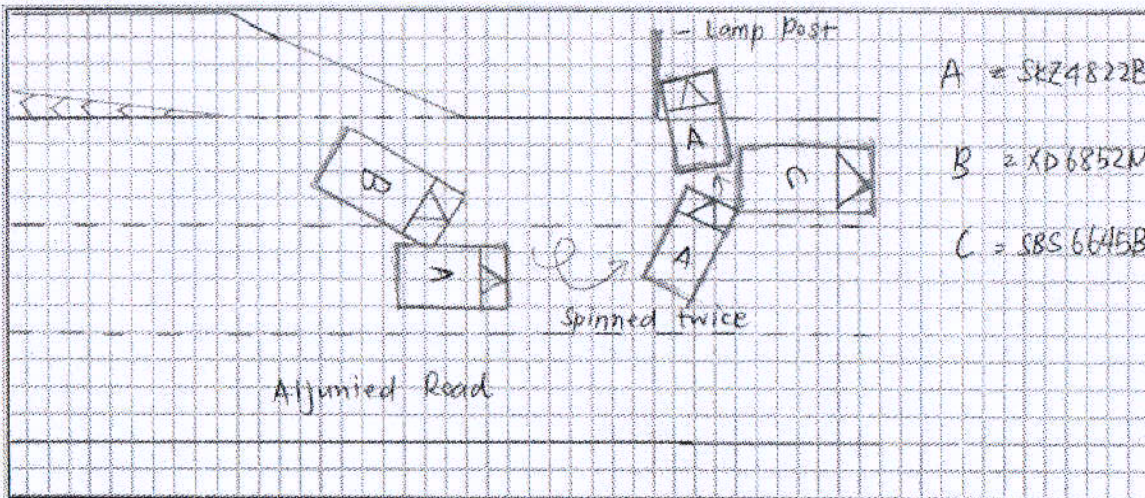 - Lamp Post
A = SKZ4822B
A
B
B = XD6852M
C
A
A
C = SBS6645B
Spinned twice
Aljunied Road